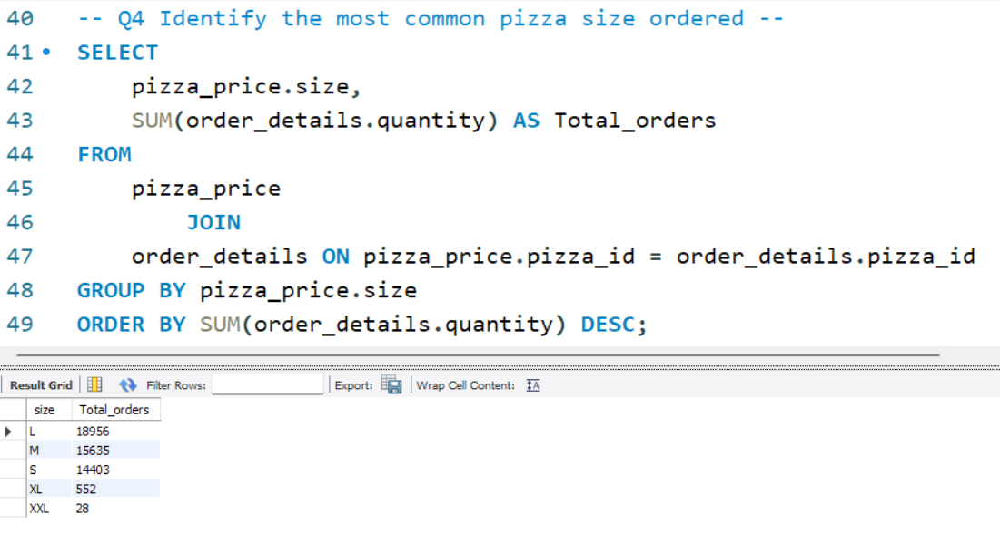 40 -- Q4 Identify the most common pizza size ordered --
41 SELECT
42 pizza_price.size,
43 SUM(order_details.quantity) AS Total_orders
44 FROM
45 pizza_price
46 JOIN
47 order_details ON pizza_price.pizza_id = order_details.pizza_id
48 GROUP BY pizza_price.size
49 ORDER BY SUM(order_details.quantity) DESC;
Result Grid Filter Rows: Export: Wrap Cell Content: IA
size Total_orders
L 18956
M 15635
S 14403
XL 552
XXL 28